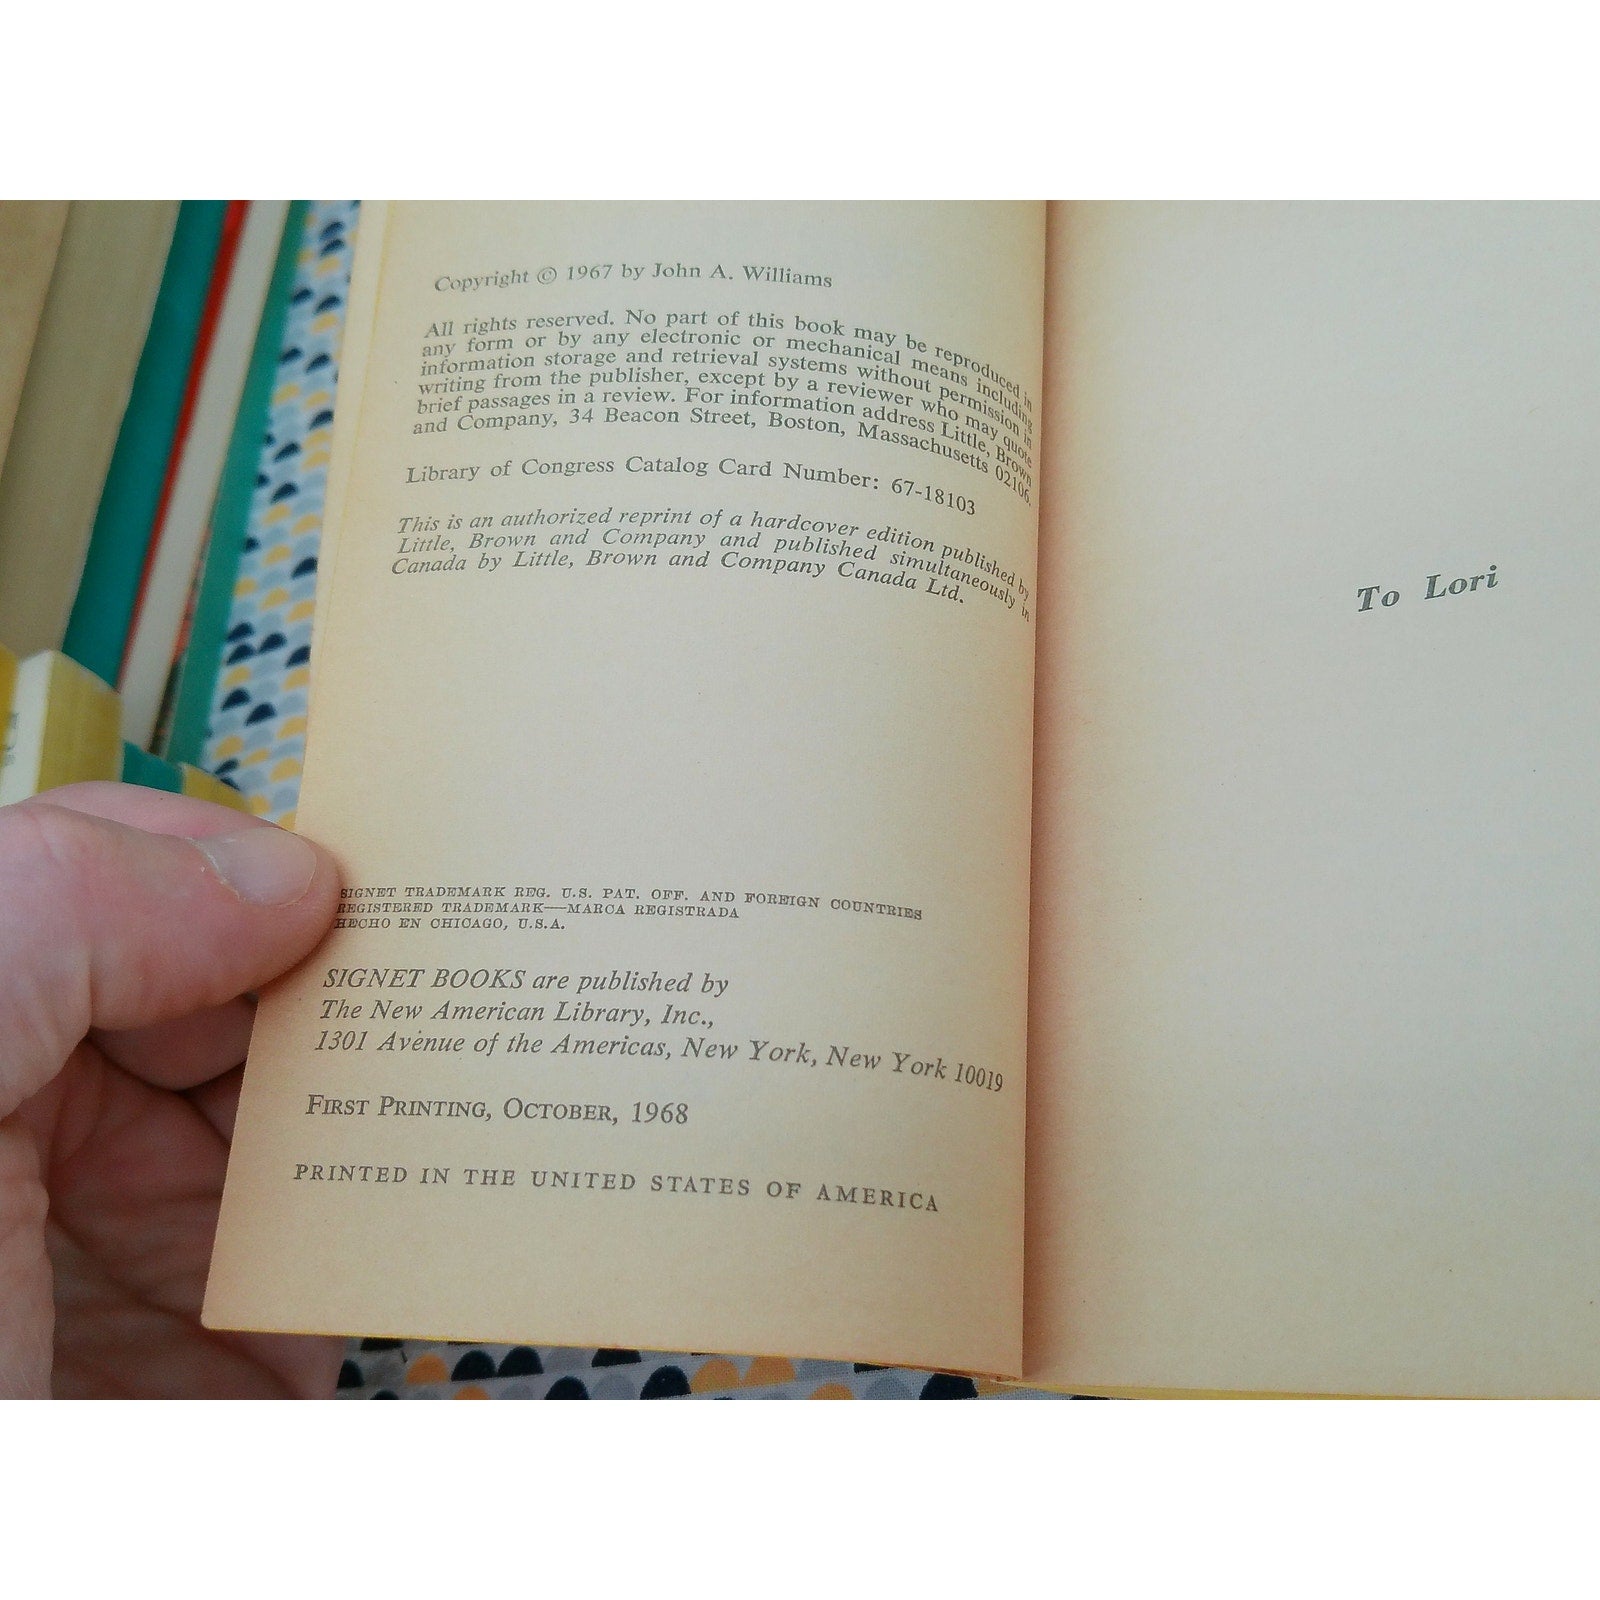 Copyright © 1967 by John A. Williams
All rights reserved. No part of this book may be reproduced in
any form or by any electronic or mechanical means including
information storage and retrieval systems without permission in
writing from the publisher, except by a reviewer who may quote
brief passages in a review. For information address Little, Brown
and Company, 34 Beacon Street, Boston, Massachusetts 02106.
Library of Congress Catalog Card Number: 67-18103
This is an authorized reprint of a hardcover edition published by
Little, Brown and Company and published simultaneously in
Canada by Little, Brown and Company Canada Ltd.
SIGNET TRADEMARK REG. U.S. PAT. OFF. AND FOREIGN COUNTRIES
REGISTERED TRADEMARK—MARCA REGISTRADA
HECHO EN CHICAGO, U.S.A.
SIGNET BOOKS are published by
The New American Library, Inc.,
1301 Avenue of the Americas, New York, New York 10019
FIRST PRINTING, OCTOBER, 1968
PRINTED IN THE UNITED STATES OF AMERICA
To Lori